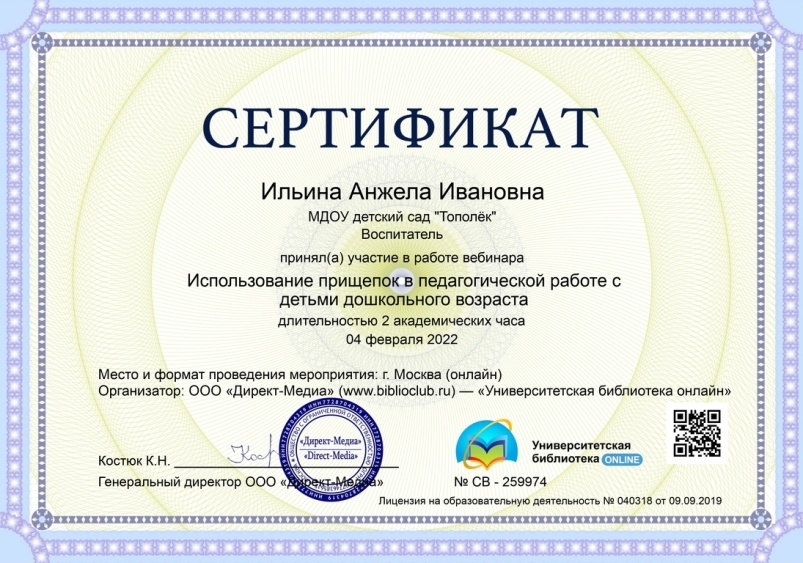 СЕРТИФИКАТ
Ильина Анжела Ивановна
МДОУ детский сад "Тополёк"
Воспитатель
принял(а) участие в работе вебинара
Использование прищепок в педагогической работе с
детьми дошкольного возраста
длительностью 2 академических часа
04 февраля 2022
Место и формат проведения мероприятия: г. Москва (онлайн)
Организатор: ООО «Директ-Медиа» (www.biblioclub.ru) — «Университетская библиотека онлайн»
«Директ-Медиа»
«Direct-Media»
Университетская
библиотека ONLINE
Костюк К.Н.
Генеральный директор ООО «Директ-Медиа»
№ СВ - 259974
Лицензия на образовательную деятельность № 040318 от 09.09.2019